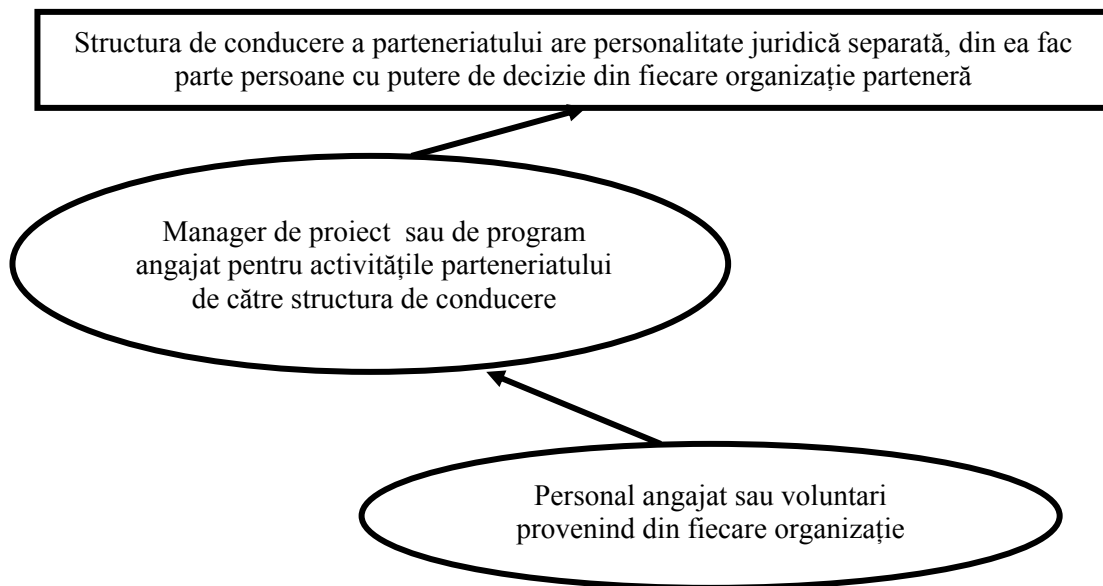 Structura de conducere a parteneriatului are personalitate juridică separată, din ea fac
parte persoane cu putere de decizie din fiecare organizație parteneră
Manager de proiect sau de program
angajat pentru activitățile parteneriatului
de către structura de conducere
Personal angajat sau voluntari
provenind din fiecare organizație